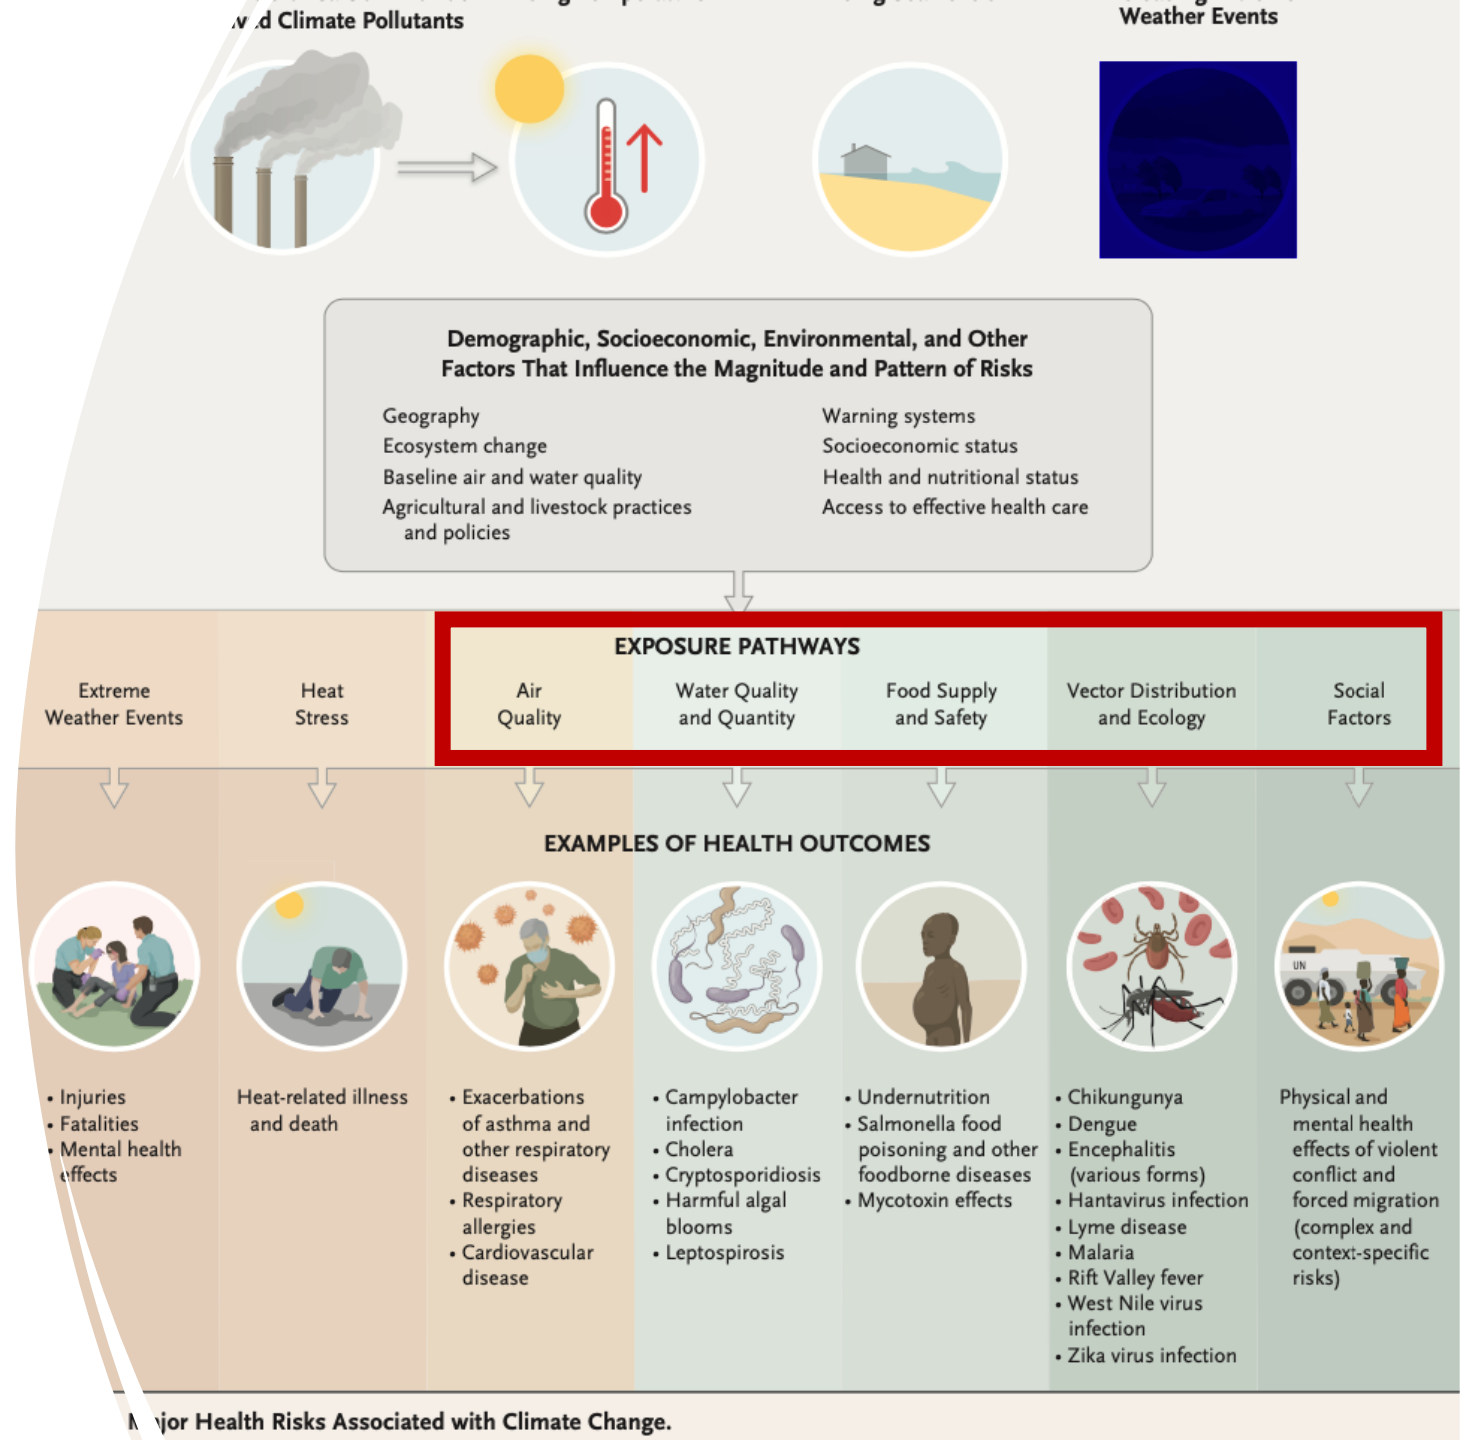 Climate Pollutants
Weather Events
Demographic, Socioeconomic, Environmental, and Other
Factors That Influence the Magnitude and Pattern of Risks
Geography
Ecosystem change
Baseline air and water quality
Agricultural and livestock practices
and policies
Warning systems
Socioeconomic status
Health and nutritional status
Access to effective health care
EXPOSURE PATHWAYS
Extreme
Weather Events
Heat
Stress
Air
Quality
Water Quality
and Quantity
Food Supply
and Safety
Vector Distribution
and Ecology
Social
Factors
EXAMPLES OF HEALTH OUTCOMES
UN
• Injuries
• Fatalities
• Mental health
effects
Heat-related illness
and death
• Exacerbations
of asthma and
other respiratory
diseases
• Respiratory
allergies
• Cardiovascular
disease
• Campylobacter
infection
• Cholera
• Cryptosporidiosis
• Harmful algal
blooms
• Leptospirosis
• Undernutrition
• Salmonella food
poisoning and other
foodborne diseases
• Mycotoxin effects
• Chikungunya
• Dengue
• Encephalitis
(various forms)
• Hantavirus infection
• Lyme disease
• Malaria
• Rift Valley fever
• West Nile virus
infection
• Zika virus infection
Physical and
mental health
effects of violent
conflict and
forced migration
(complex and
context-specific
risks)
Major Health Risks Associated with Climate Change.